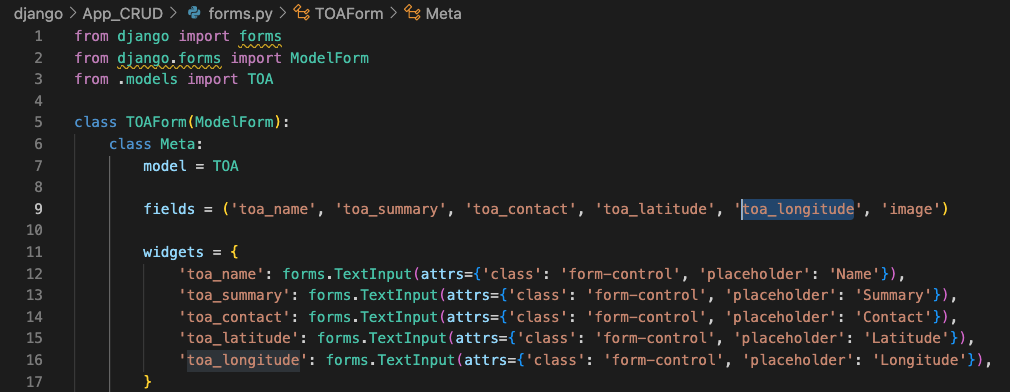 django > App_CRUD > forms.py > TOAForm > Meta
1 from django import forms
2 from django.forms import ModelForm
3 from .models import TOA
4
5 class TOAForm(ModelForm):
6     class Meta:
7         model = TOA
8
9         fields = ('toa_name', 'toa_summary', 'toa_contact', 'toa_latitude', 'toa_longitude', 'image')
10
11         widgets = {
12             'toa_name': forms.TextInput(attrs={'class': 'form-control', 'placeholder': 'Name'}),
13             'toa_summary': forms.TextInput(attrs={'class': 'form-control', 'placeholder': 'Summary'}),
14             'toa_contact': forms.TextInput(attrs={'class': 'form-control', 'placeholder': 'Contact'}),
15             'toa_latitude': forms.TextInput(attrs={'class': 'form-control', 'placeholder': 'Latitude'}),
16             'toa_longitude': forms.TextInput(attrs={'class': 'form-control', 'placeholder': 'Longitude'}),
17         }